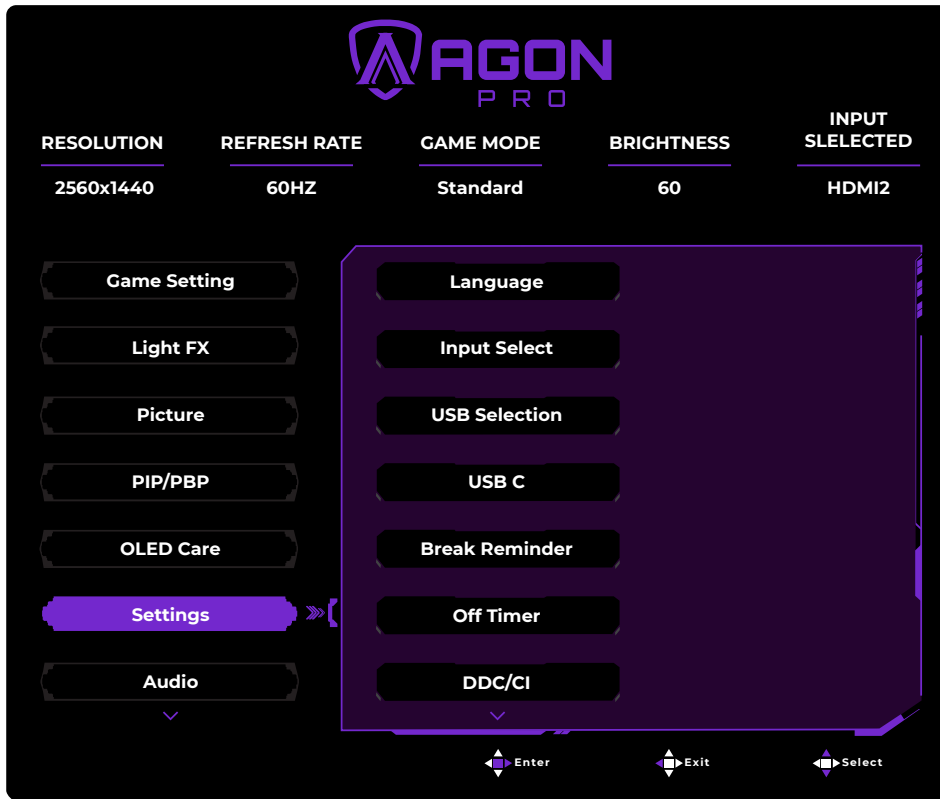 AGON
PRO
RESOLUTION
REFRESH RATE
GAME MODE
BRIGHTNESS
INPUT
SLELECTED
2560x1440
60HZ
Standard
60
HDMI2
Game Setting
Light FX
Picture
PIP/PBP
OLED Care
Settings
Audio
Language
Input Select
USB Selection
USB C
Break Reminder
Off Timer
DDC/CI
Enter
Exit
Select